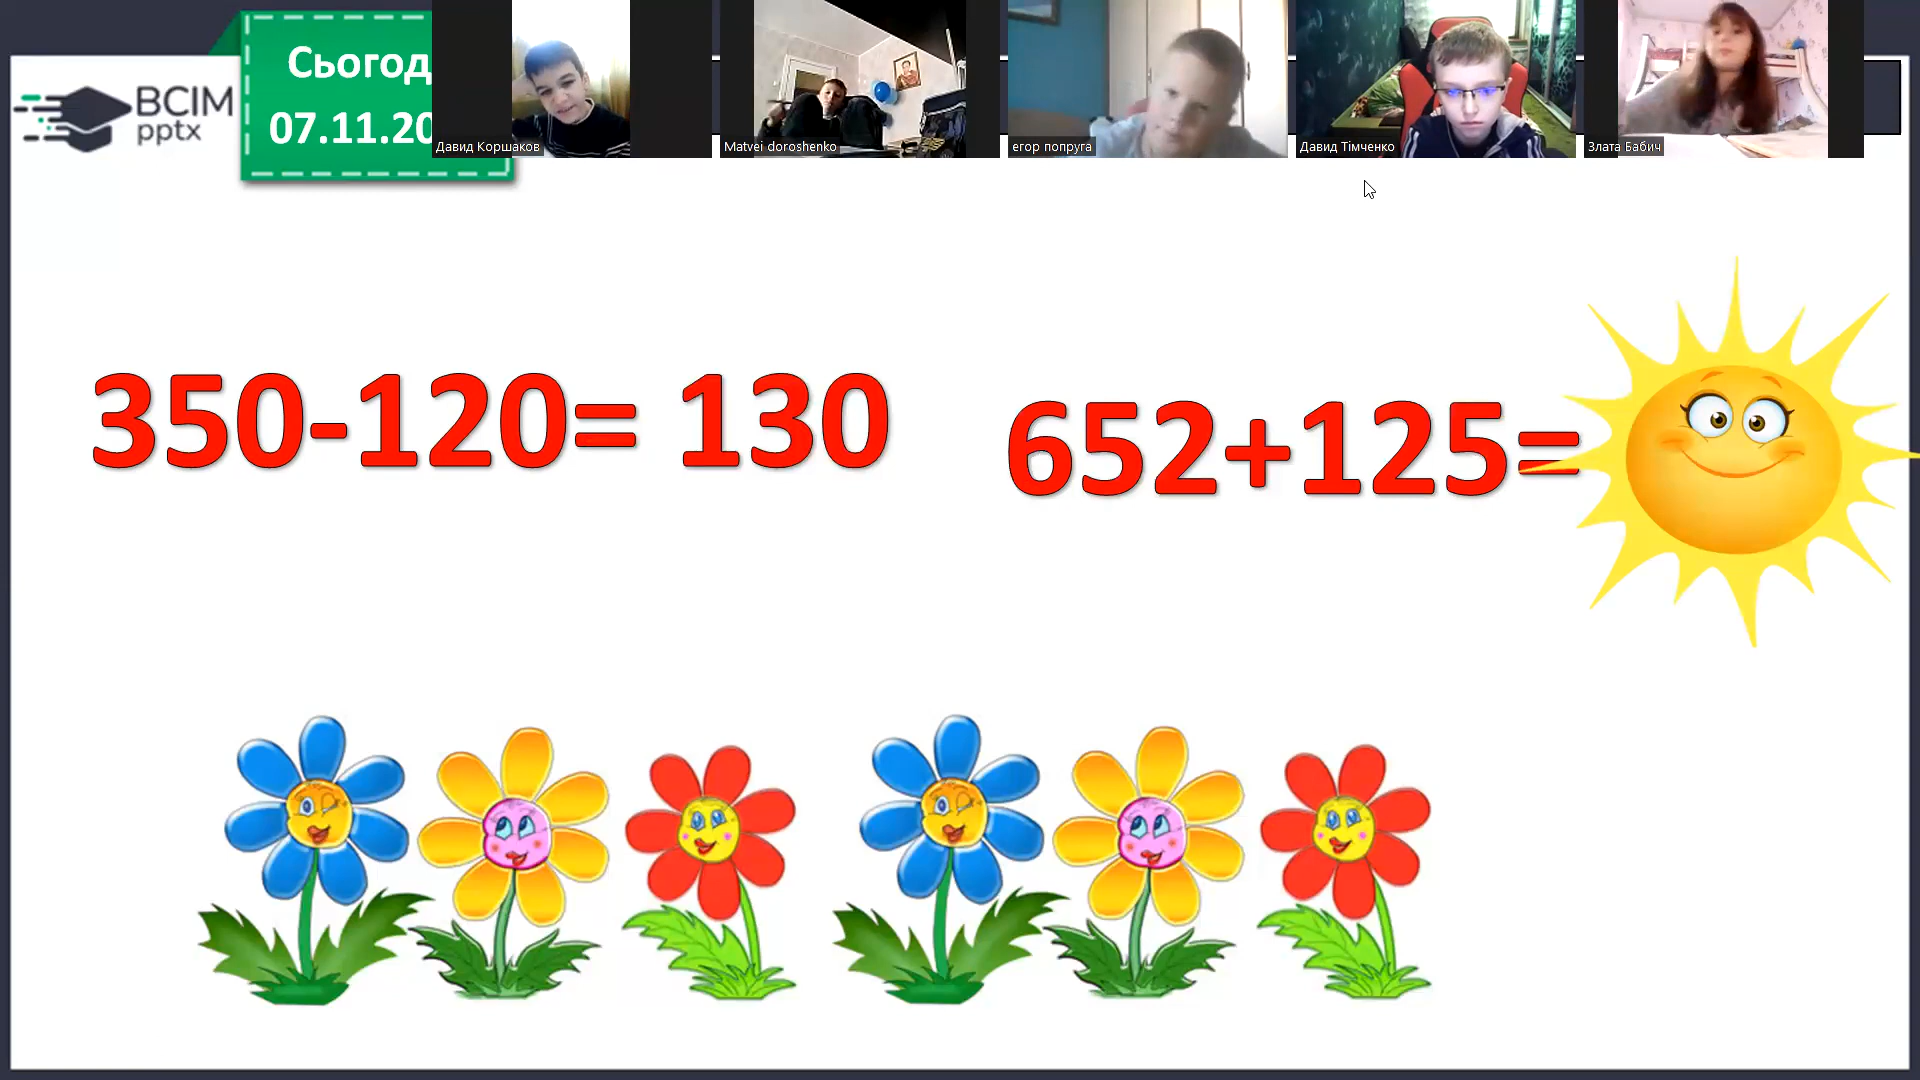 Сьогод
07.11.20
BCIM
pptx
Давид Коршаков
Matvei doroshenko
егор попруга
Давид Тімченко
Злата Бабич
350-120= 130
652+125=